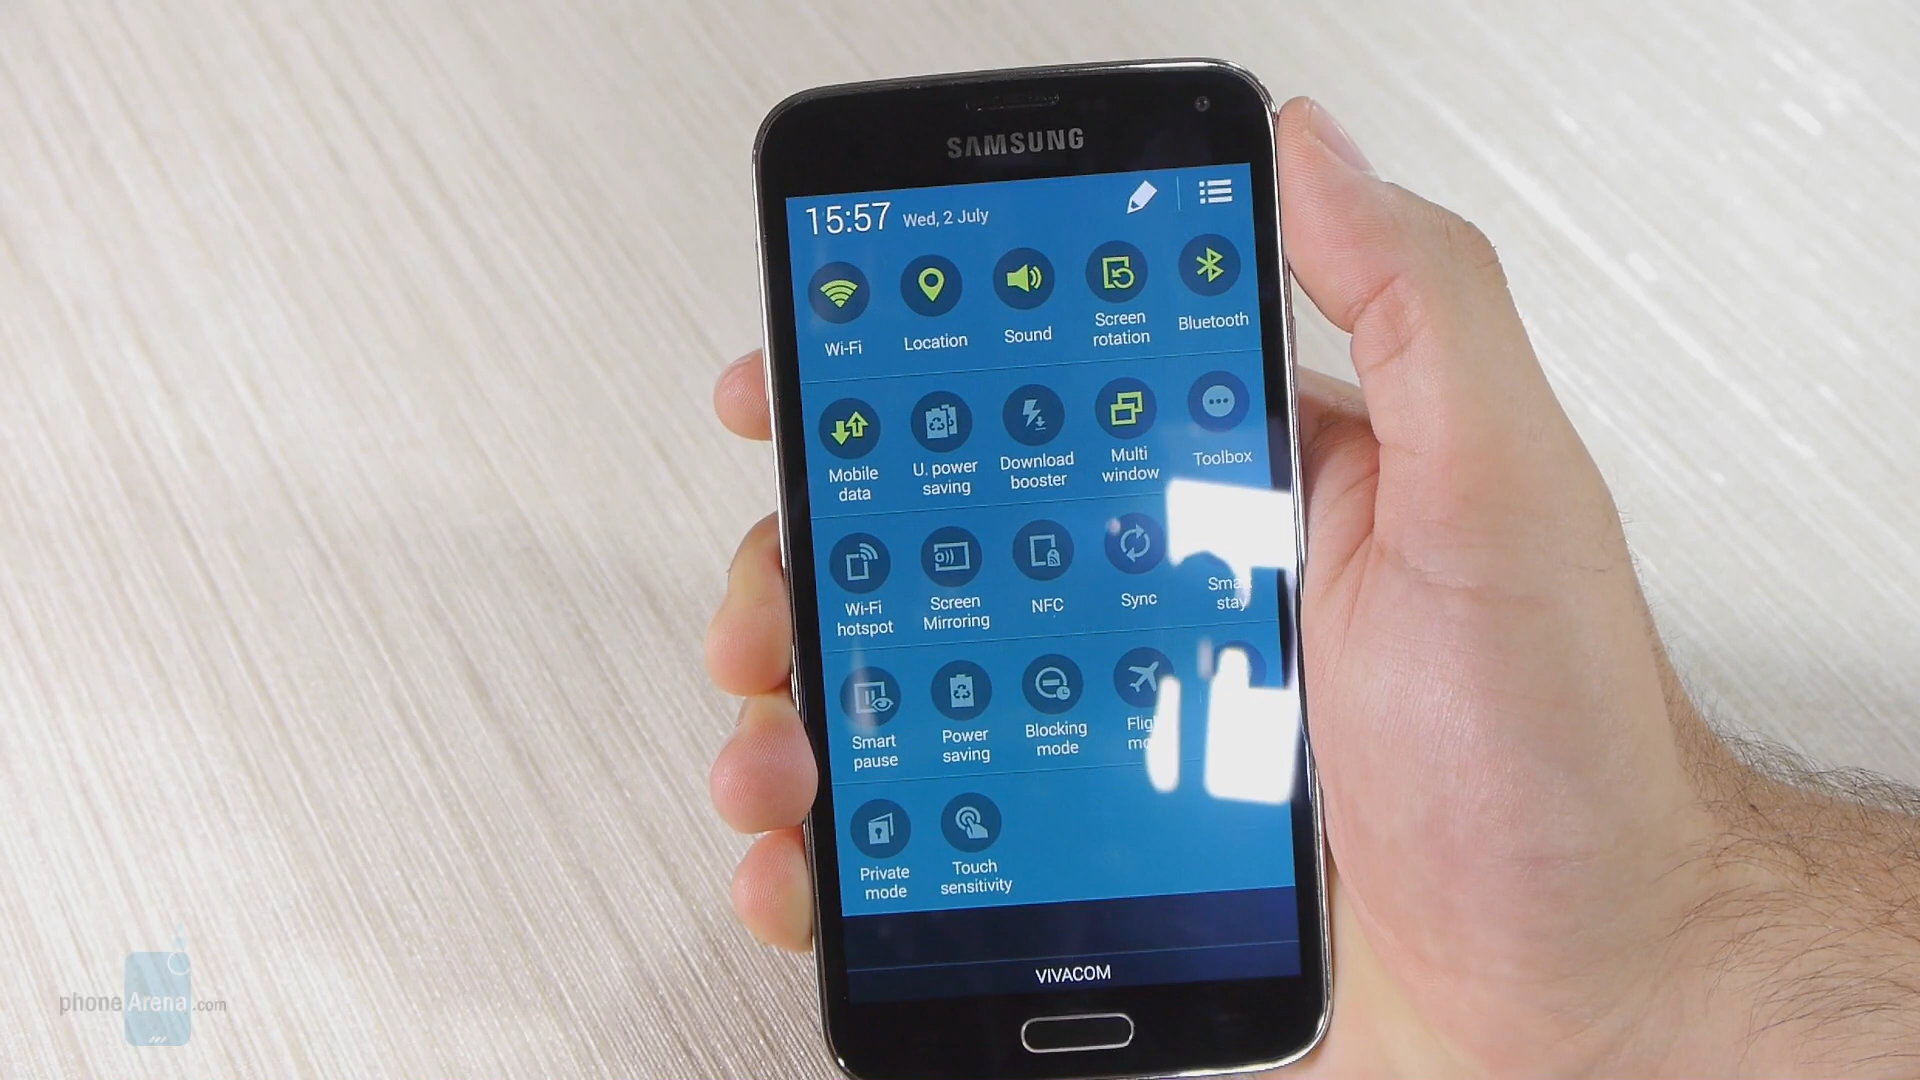 SAMSUNG
15:57 Wed, 2 July
Wi-Fi
Location
Sound
Screen
rotation
Bluetooth
Mobile
data
U. power
saving
Download
booster
Multi
window
Toolbox
Wi-Fi
hotspot
Screen
Mirroring
NFC
Sync
stay
Smart
pause
Power
saving
Blocking
mode
Private
mode
Touch
sensitivity
VIVACOM
phoneArena.com